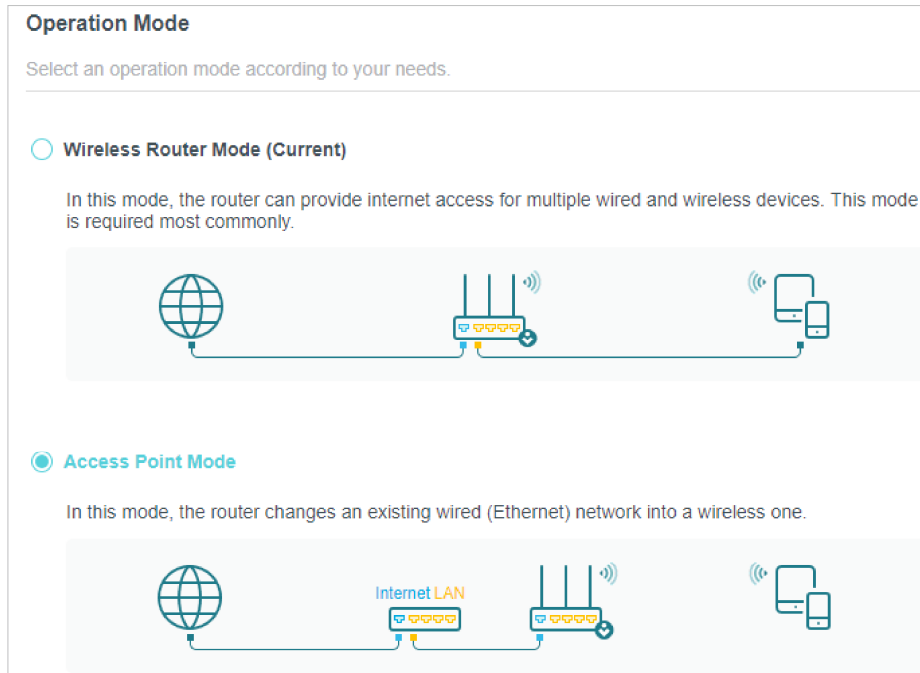 Operation Mode
Select an operation mode according to your needs.
Wireless Router Mode (Current)
In this mode, the router can provide internet access for multiple wired and wireless devices. This mode
is required most commonly.
Access Point Mode
In this mode, the router changes an existing wired (Ethernet) network into a wireless one.
Internet LAN